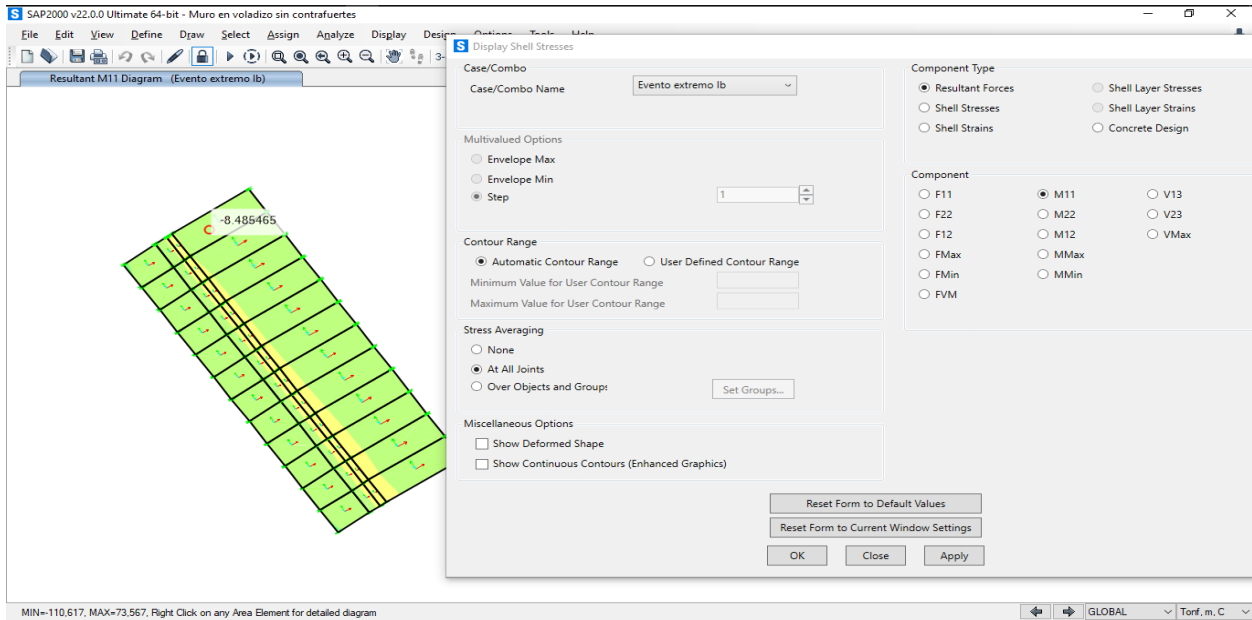 SAP2000 v22.0.0 Ultimate 64-bit - Muro en voladizo sin contrafuertes
File Edit View Define Draw Select Assign Analyze Display Design Options Tools Help
Resultant M11 Diagram (Evento extremo Ib)
-8.485465
Display Shell Stresses
Case/Combo
Case/Combo Name
Evento extremo Ib
Multivalued Options
Envelope Max
Envelope Min
Step
1
Contour Range
Automatic Contour Range
User Defined Contour Range
Minimum Value for User Contour Range
Maximum Value for User Contour Range
Stress Averaging
None
At All Joints
Over Objects and Groups
Set Groups...
Miscellaneous Options
Show Deformed Shape
Show Continuous Contours (Enhanced Graphics)
Component Type
Resultant Forces
Shell Layer Stresses
Shell Stresses
Shell Layer Strains
Shell Strains
Concrete Design
Component
F11 M11 V13
F22 M22 V23
F12 M12 VMax
FMax MMax
FMin MMin
FVM
Reset Form to Default Values
Reset Form to Current Window Settings
OK Close Apply
MIN=-110,617, MAX=73,567, Right Click on any Area Element for detailed diagram
GLOBAL
Tonf, m, C